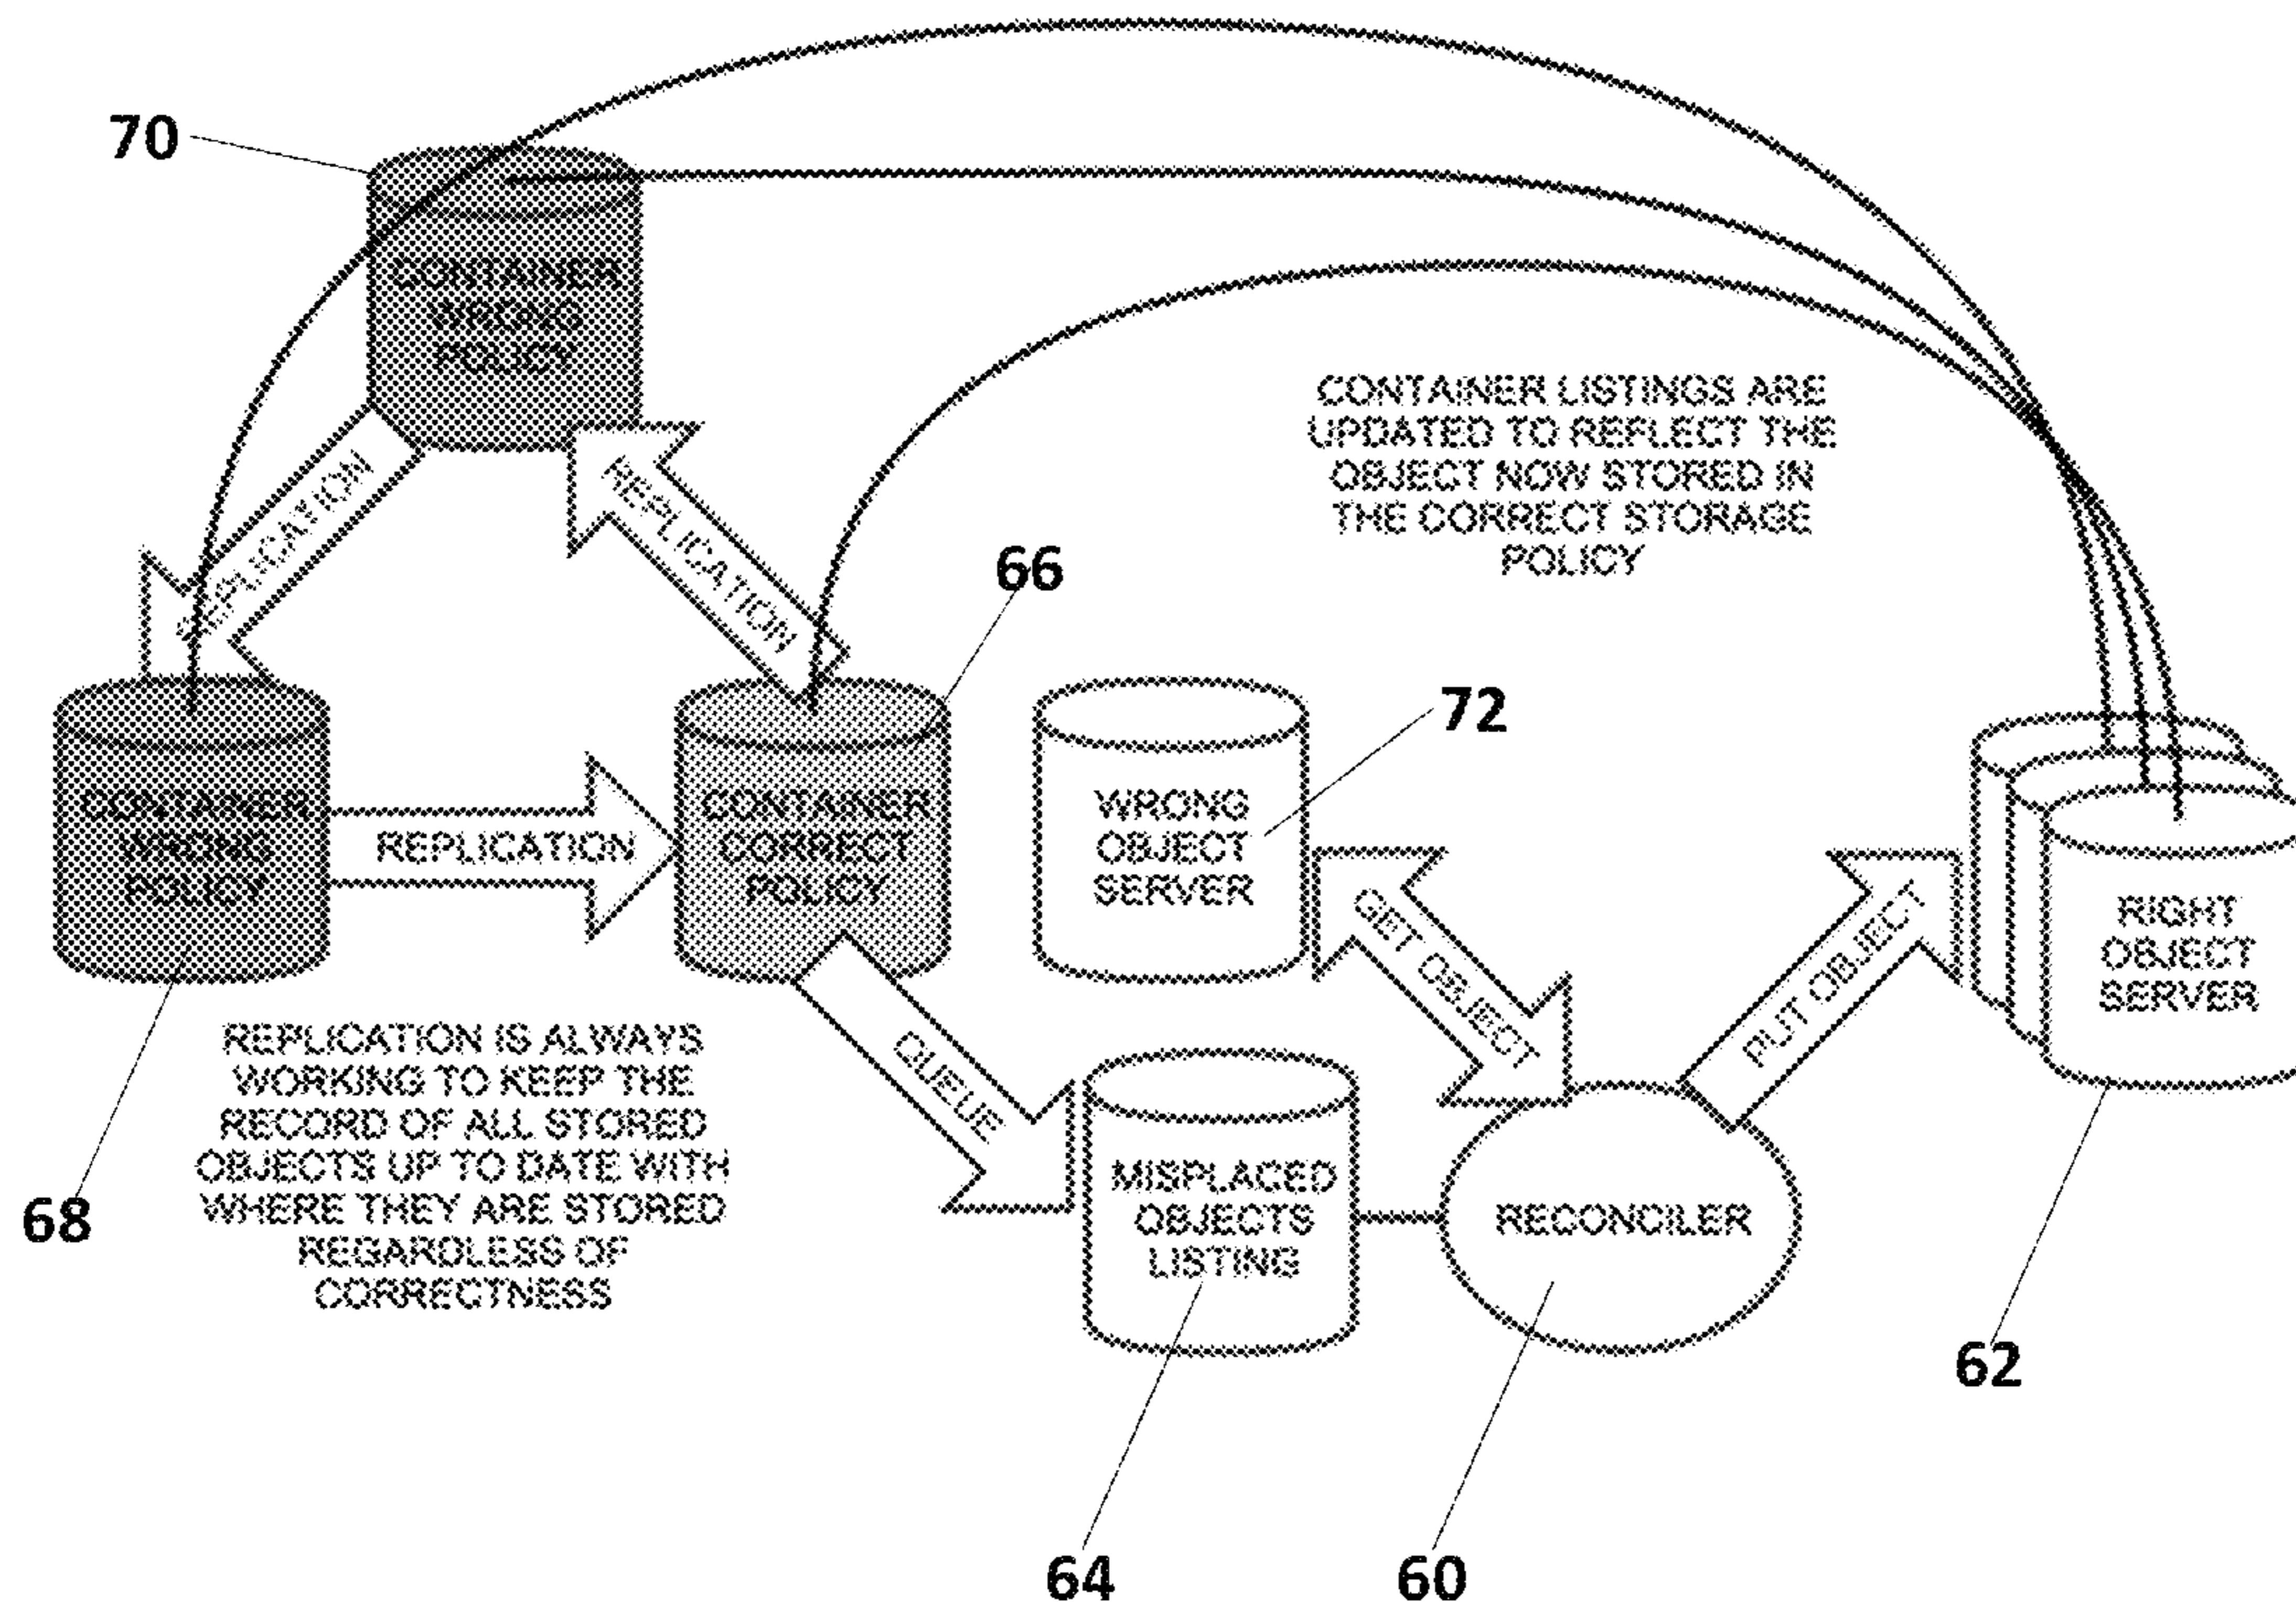 70
CONTAINER
WRONG
POLICY
CONTAINER LISTINGS ARE
UPDATED TO REFLECT THE
OBJECT NOW STORED IN
THE CORRECT STORAGE
POLICY
REPLICATION
REPLICATION
66
72
CONTAINER
WRONG
POLICY
REPLICATION
CONTAINER
CORRECT
POLICY
WRONG
OBJECT
SERVER
GET OBJECT
PUT OBJECT
RIGHT
OBJECT
SERVER
68
REPLICATION IS ALWAYS
WORKING TO KEEP THE
RECORD OF ALL STORED
OBJECTS UP TO DATE WITH
WHERE THEY ARE STORED
REGARDLESS OF
CORRECTNESS
QUEUE
MISPLACED
OBJECTS
LISTING
RECONCILER
62
64
60